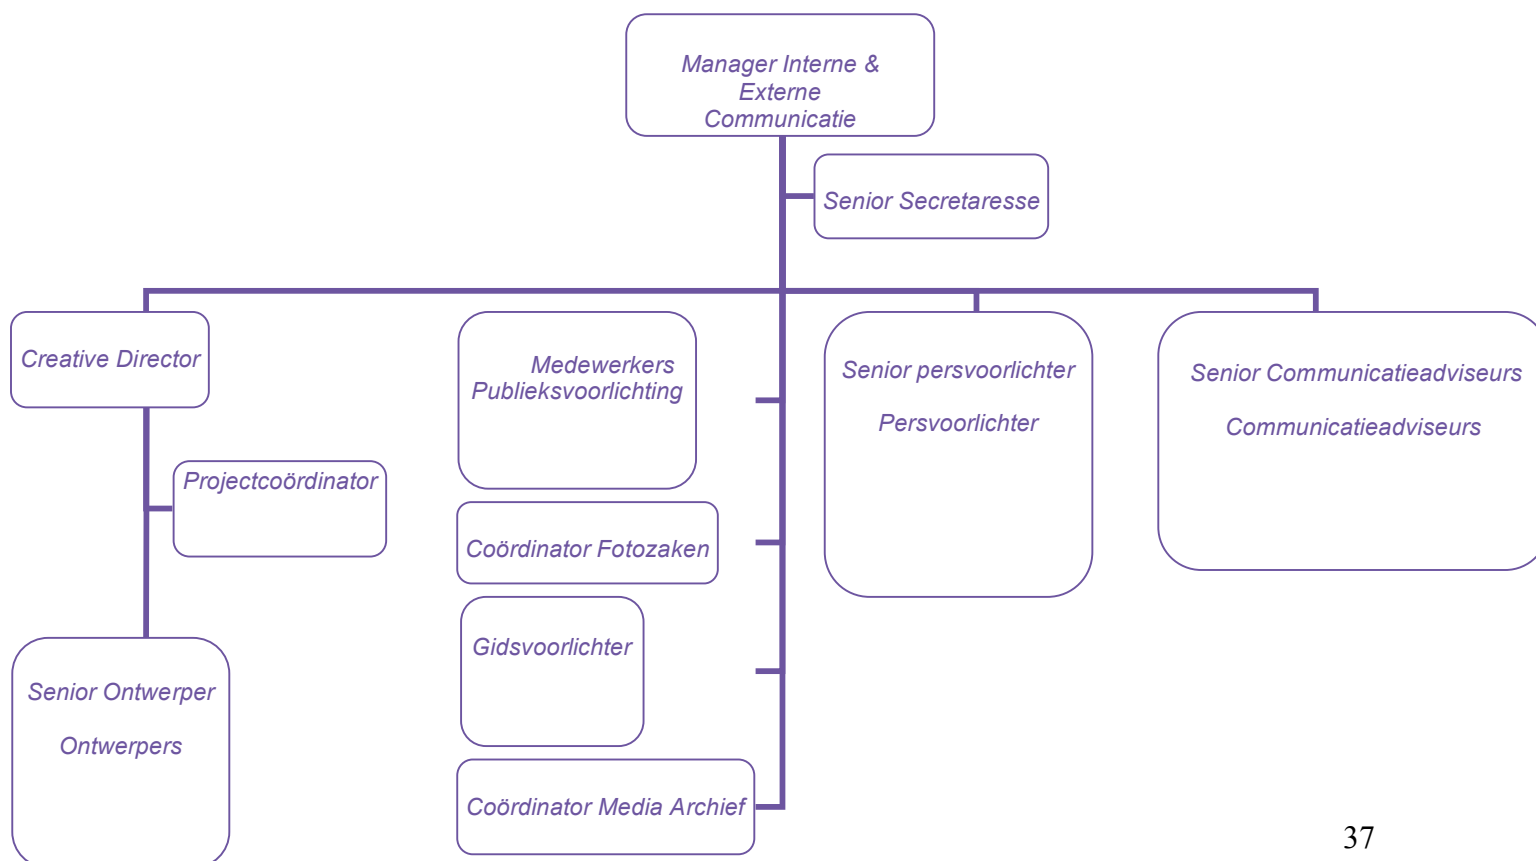 Manager Interne &
Externe
Communicatie
Senior Secretaresse
Creative Director
Medewerkers
Publieksvoorlichting
Senior persvoorlichter
Persvoorlichter
Senior Communicatieadviseurs
Communicatieadviseurs
Projectcoördinator
Coördinator Fotozaken
Gidsvoorlichter
Senior Ontwerper
Ontwerpers
Coördinator Media Archief
37